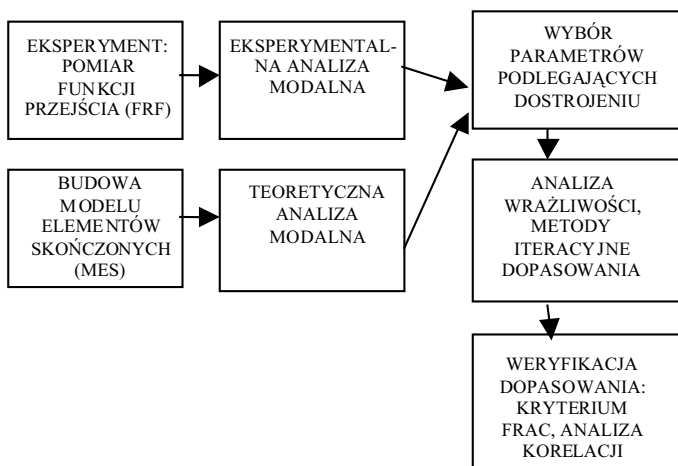 EKSPERYMENT:
POMIAR
FUNKCJI
PRZEJŚCIA (FRF)
EKSPERYMENTAL-
NA ANALIZA
MODALNA
WYBÓR
PARAMETRÓW
PODLEGAJĄCYCH
DOSTROJENIU
BUDOWA
MODELU
ELEMENTÓW
SKOŃCZONYCH
(MES)
TEORETYCZNA
ANALIZA
MODALNA
ANALIZA
WRAŻLIWOŚCI,
METODY
ITERACYJNE
DOPASOWANIA
WERYFIKACJA
DOPASOWANIA:
KRYTERIUM
FRAC, ANALIZA
KORELACJI